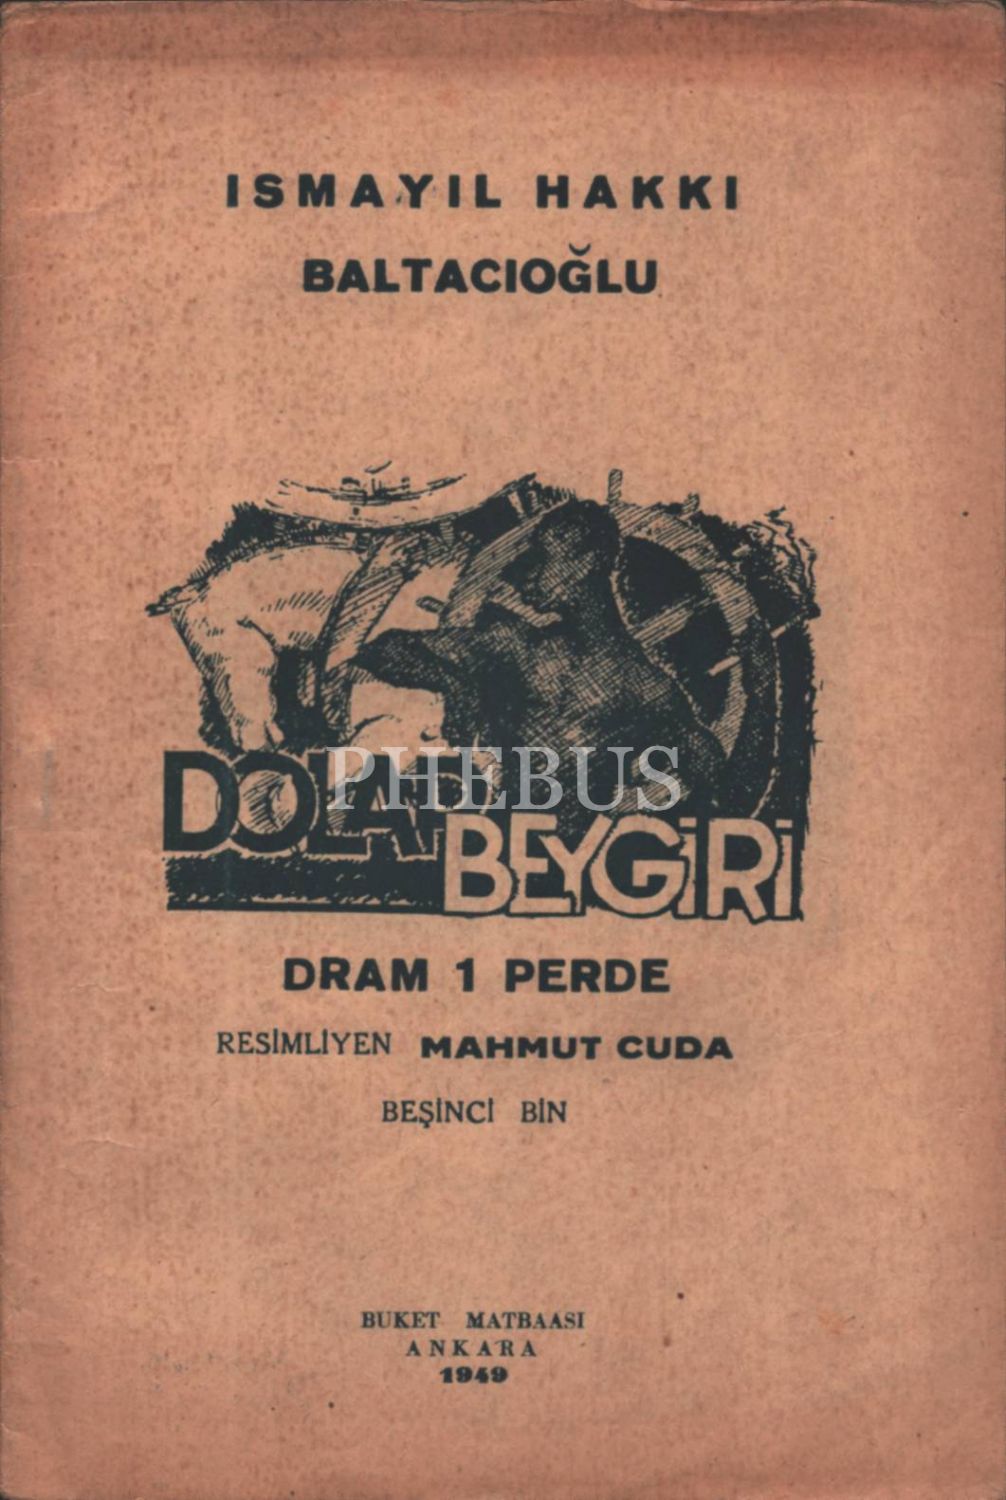 ISMAYIL HAKKI
BALTACIOĞLU
PHEBUS
DOLAP
BEYGİRİ
DRAM 1 PERDE
RESİMLİYEN MAHMUT CUDA
BEŞİNCİ BİN
BUKET MATBAASI
ANKARA
1949